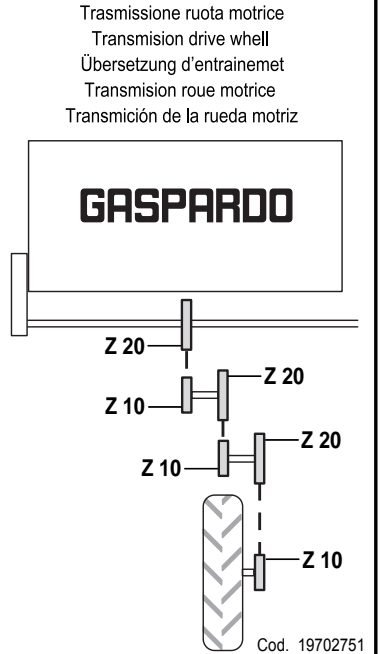 Trasmissione ruota motrice
Transmision drive whell
Übersetzung d'entrainemet
Transmision roue motrice
Transmición de la rueda motriz
GASPARDO
Z 20
Z 20
Z 10
Z 20
Z 10
Z 10
Cod. 19702751